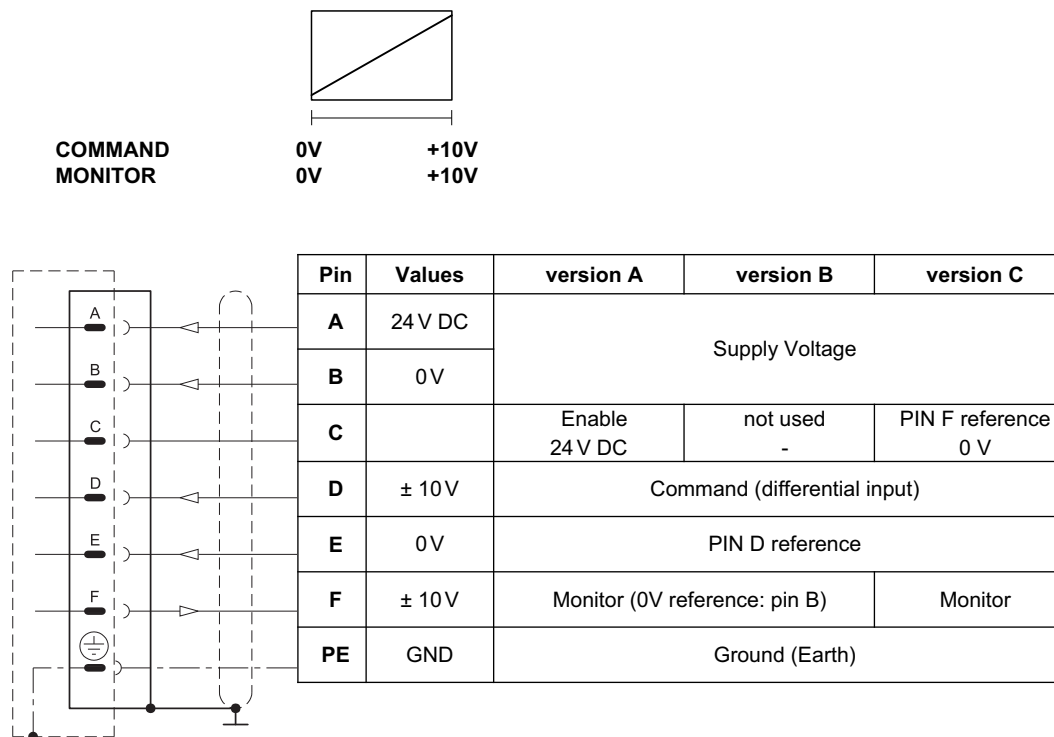 COMMAND 0V +10V
MONITOR 0V +10V
Pin Values version A version B version C
A A 24 V DC Supply Voltage
B B 0 V
C C Enable 24 V DC not used - PIN F reference 0 V
D D ± 10 V Command (differential input)
E E 0 V PIN D reference
F F ± 10 V Monitor (0V reference: pin B) Monitor
PE GND Ground (Earth)